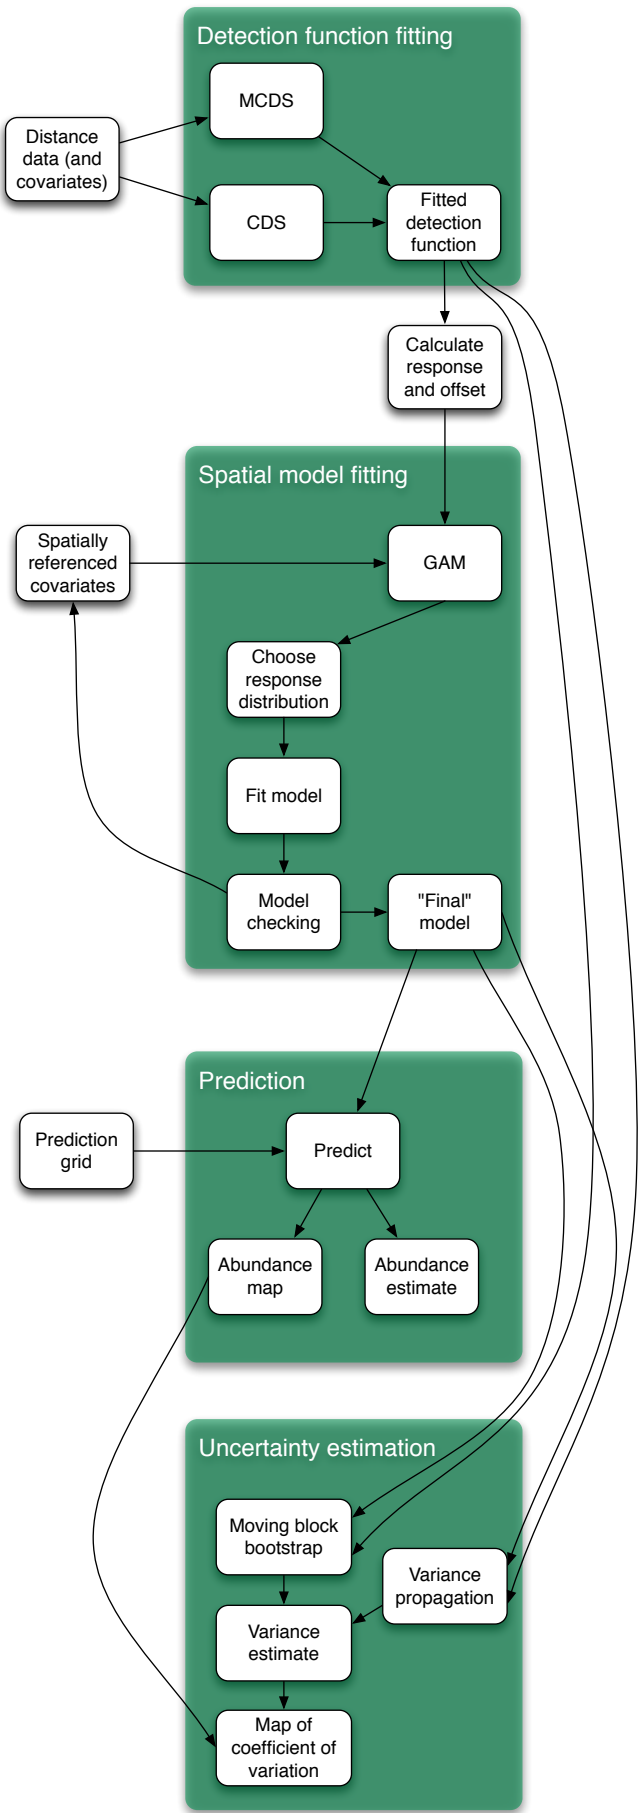 Detection function fitting
MCDS
Distance
data (and
covariates)
CDS
Fitted
detection
function
Calculate
response
and offset
Spatial model fitting
Spatially
referenced
covariates
GAM
Choose
response
distribution
Fit model
Model
checking
"Final"
model
Prediction
Prediction
grid
Predict
Abundance
map
Abundance
estimate
Uncertainty estimation
Moving block
bootstrap
Variance
propagation
Variance
estimate
Map of
coefficient of
variation